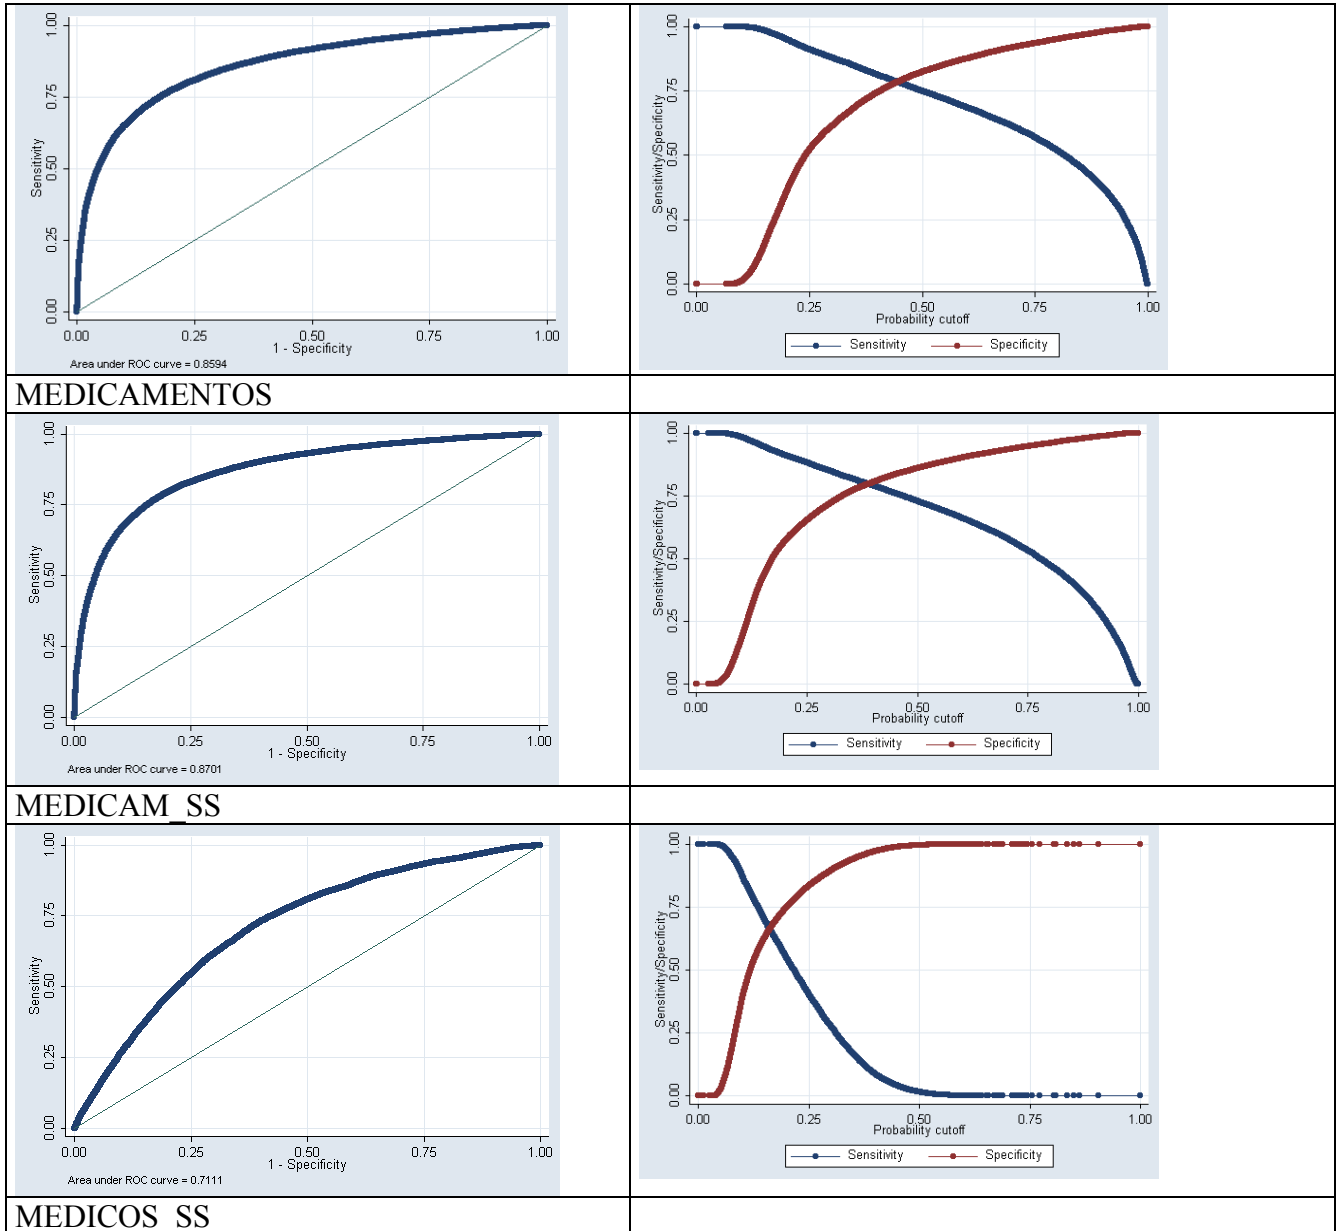 1.00
0.75
0.50
0.25
0.00
Sensitivity
0.00 0.25 0.50 0.75 1.00
1 - Specificity
Area under ROC curve = 0.8594
1.00
0.75
0.50
0.25
0.00
Sensitivity/Specificity
0.00 0.25 0.50 0.75 1.00
Probability cutoff
Sensitivity Specificity
MEDICAMENTOS
1.00
0.75
0.50
0.25
0.00
Sensitivity
0.00 0.25 0.50 0.75 1.00
1 - Specificity
Area under ROC curve = 0.8701
1.00
0.75
0.50
0.25
0.00
Sensitivity/Specificity
0.00 0.25 0.50 0.75 1.00
Probability cutoff
Sensitivity Specificity
MEDICAM_SS
1.00
0.75
0.50
0.25
0.00
Sensitivity
0.00 0.25 0.50 0.75 1.00
1 - Specificity
Area under ROC curve = 0.7111
1.00
0.75
0.50
0.25
0.00
Sensitivity/Specificity
0.00 0.25 0.50 0.75 1.00
Probability cutoff
Sensitivity Specificity
MEDICOS_SS